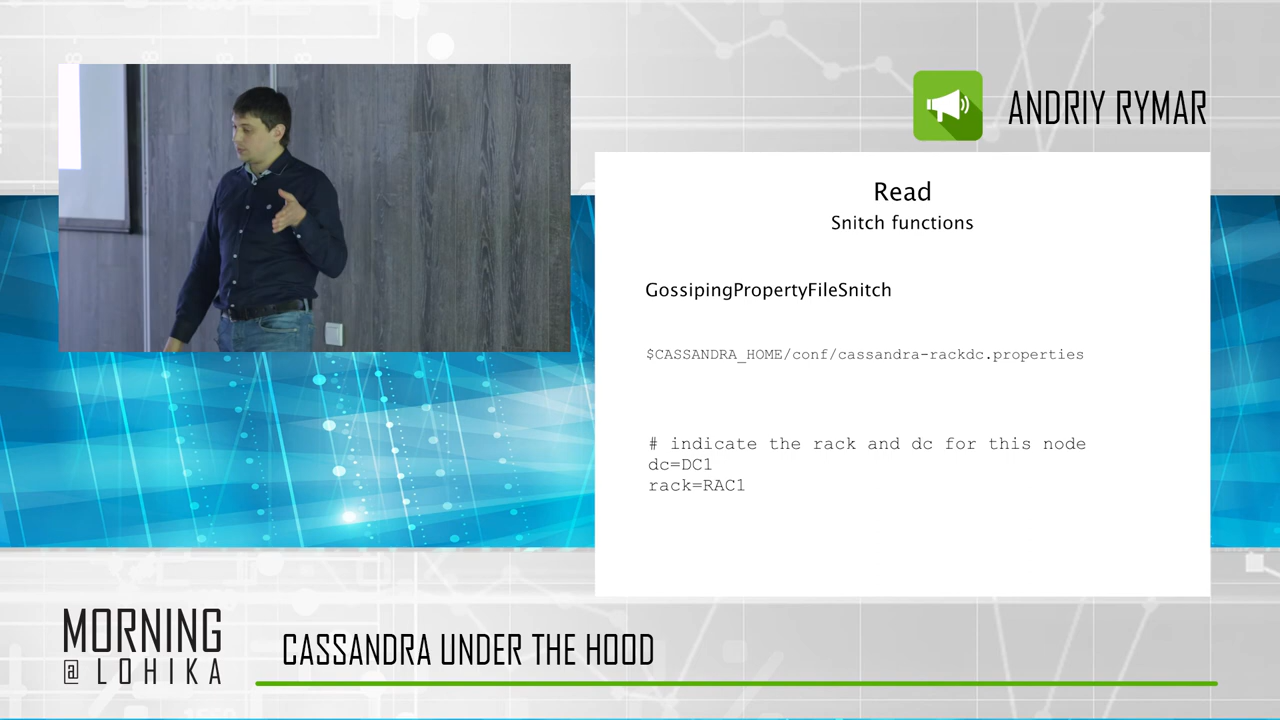 ANDRIY RYMAR
Read
Snitch functions
GossipingPropertyFileSnitch
$CASSANDRA_HOME/conf/cassandra-rackdc.properties
# indicate the rack and dc for this node
dc=DC1
rack=RAC1
MORNING
@ LOHIKA
CASSANDRA UNDER THE HOOD